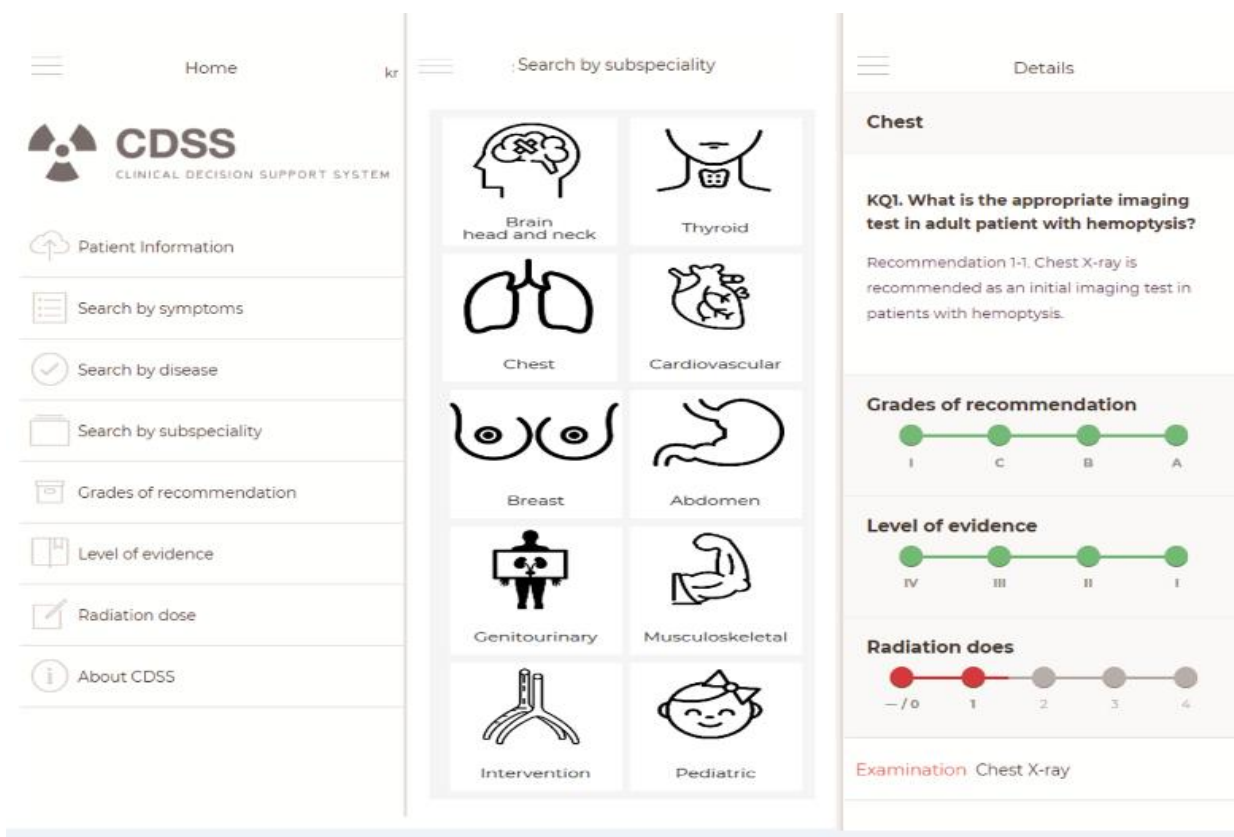 Home
kr
CDSS
CLINICAL DECISION SUPPORT SYSTEM
Patient Information
Search by symptoms
Search by disease
Search by subspeciality
Grades of recommendation
Level of evidence
Radiation dose
About CDSS
: Search by subspeciality
Brain
head and neck
Thyroid
Chest
Cardiovascular
Breast
Abdomen
Genitourinary
Musculoskeletal
Intervention
Pediatric
Details
Chest
KQ1. What is the appropriate imaging
test in adult patient with hemoptysis?
Recommendation 1-1. Chest X-ray is
recommended as an initial imaging test in
patients with hemoptysis.
Grades of recommendation
I C B A
Level of evidence
IV III II I
Radiation does
— / 0 1 2 3 4
Examination Chest X-ray